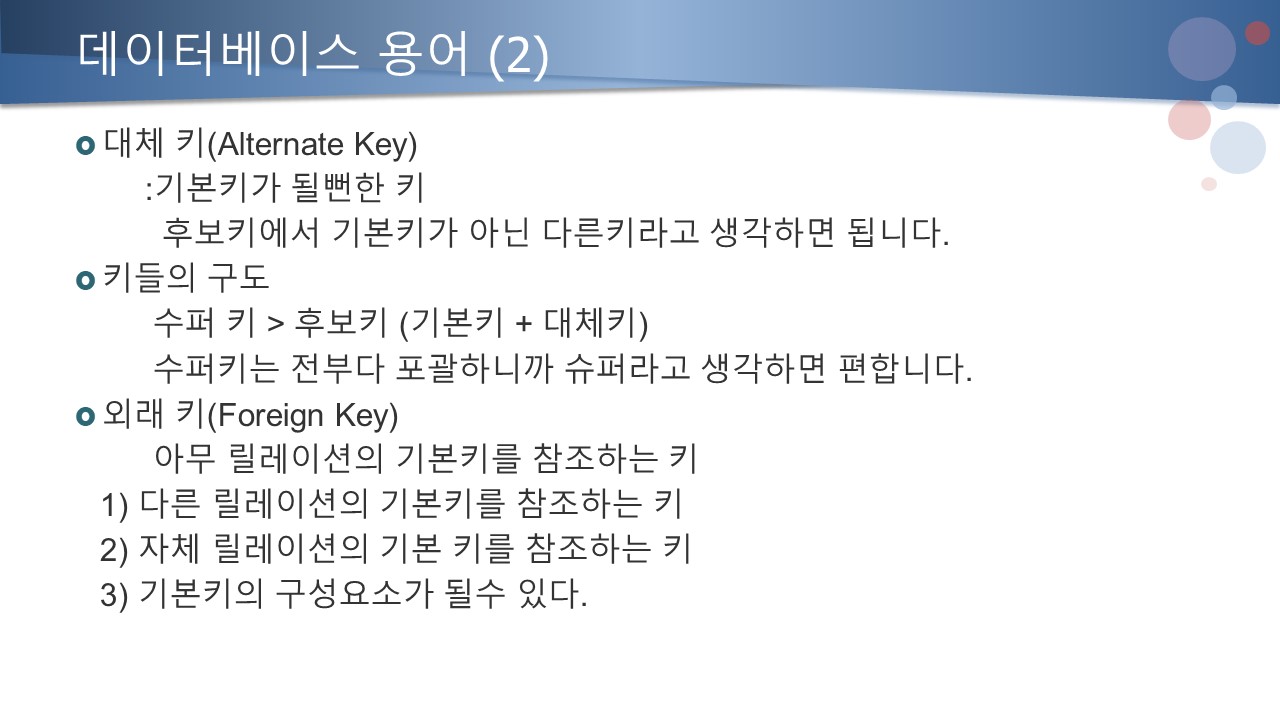 데이터베이스 용어 (2)
대체 키(Alternate Key)
:기본키가 될뻔한 키
후보키에서 기본키가 아닌 다른키라고 생각하면 됩니다.
키들의 구도
수퍼 키 > 후보키 (기본키 + 대체키)
수퍼키는 전부다 포괄하니까 슈퍼라고 생각하면 편합니다.
외래 키(Foreign Key)
아무 릴레이션의 기본키를 참조하는 키
1) 다른 릴레이션의 기본키를 참조하는 키
2) 자체 릴레이션의 기본 키를 참조하는 키
3) 기본키의 구성요소가 될수 있다.